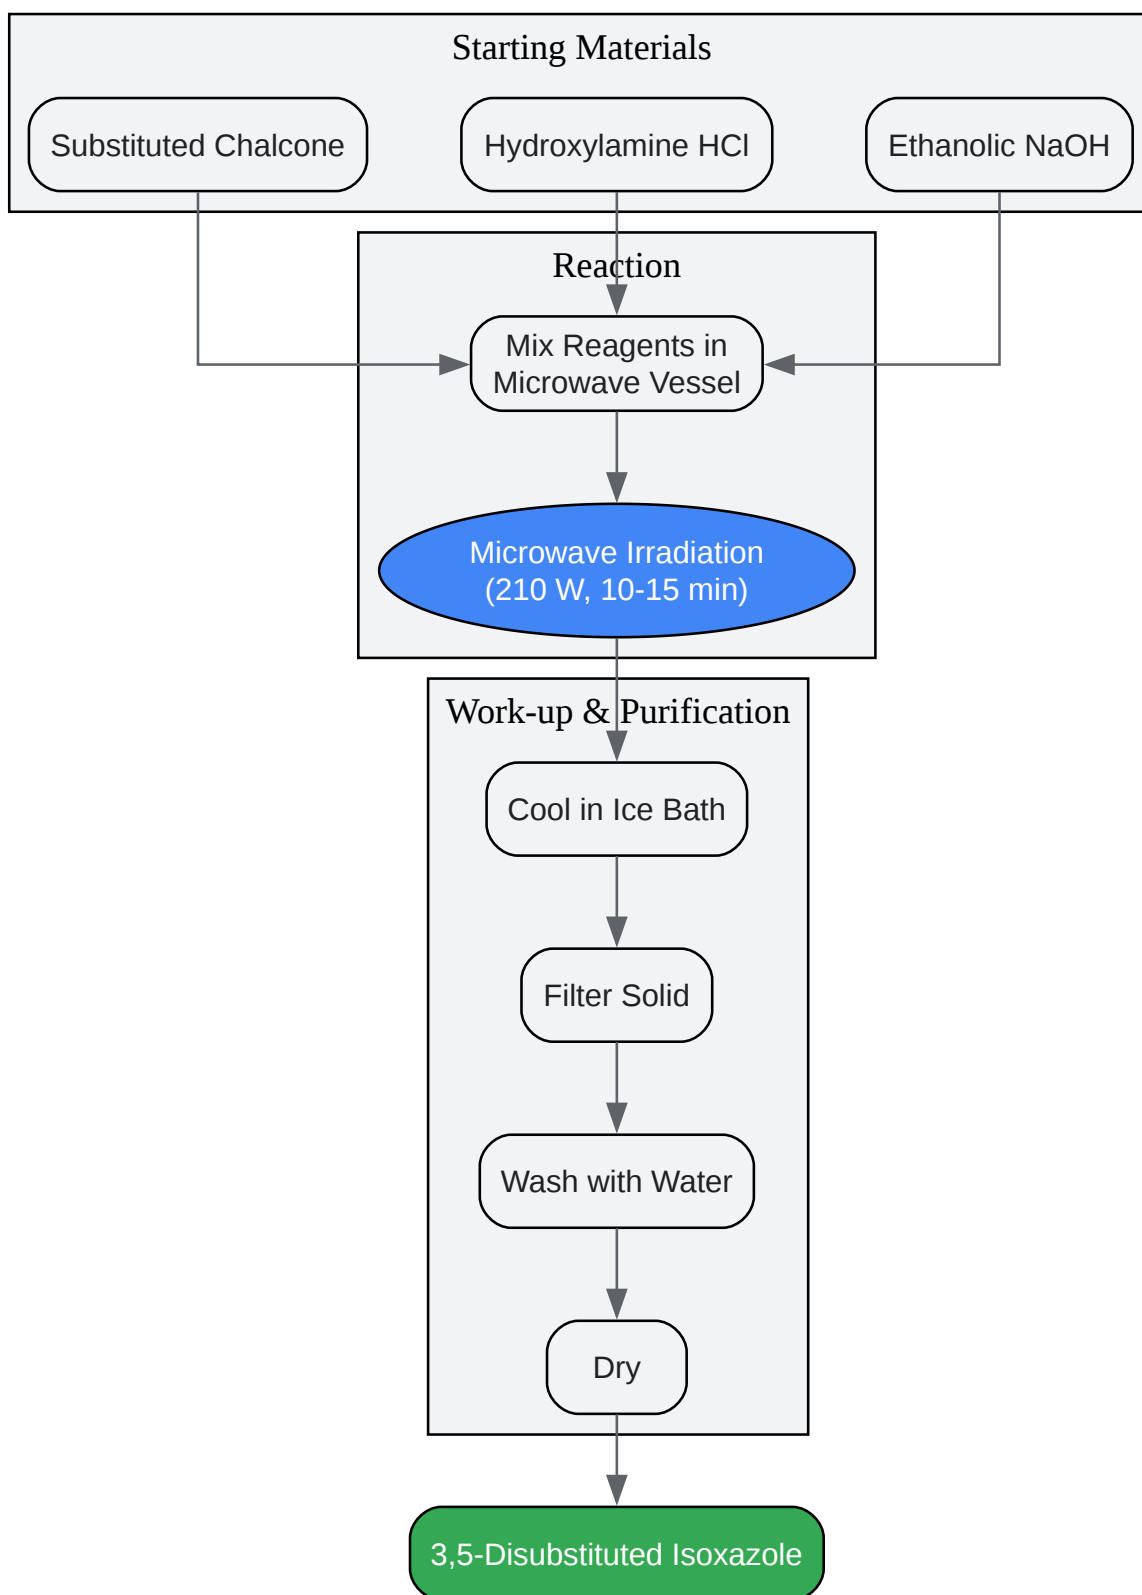 Starting Materials
Substituted Chalcone
Hydroxylamine HCl
Ethanolic NaOH
Reaction
Mix Reagents in
Microwave Vessel
Microwave Irradiation
(210 W, 10-15 min)
Work-up & Purification
Cool in Ice Bath
Filter Solid
Wash with Water
Dry
3,5-Disubstituted Isoxazole